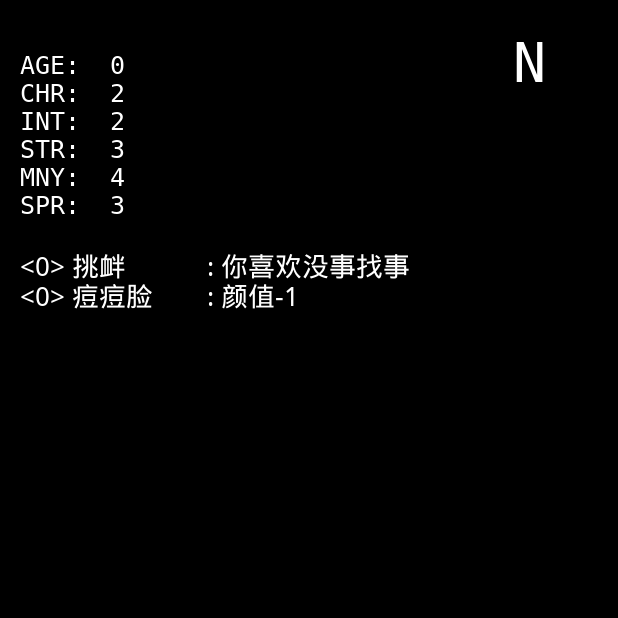 N
AGE: 0
CHR: 2
INT: 2
STR: 3
MNY: 4
SPR: 3
<O> 挑衅 : 你喜欢没事找事
<O> 痘痘脸 : 颜值-1